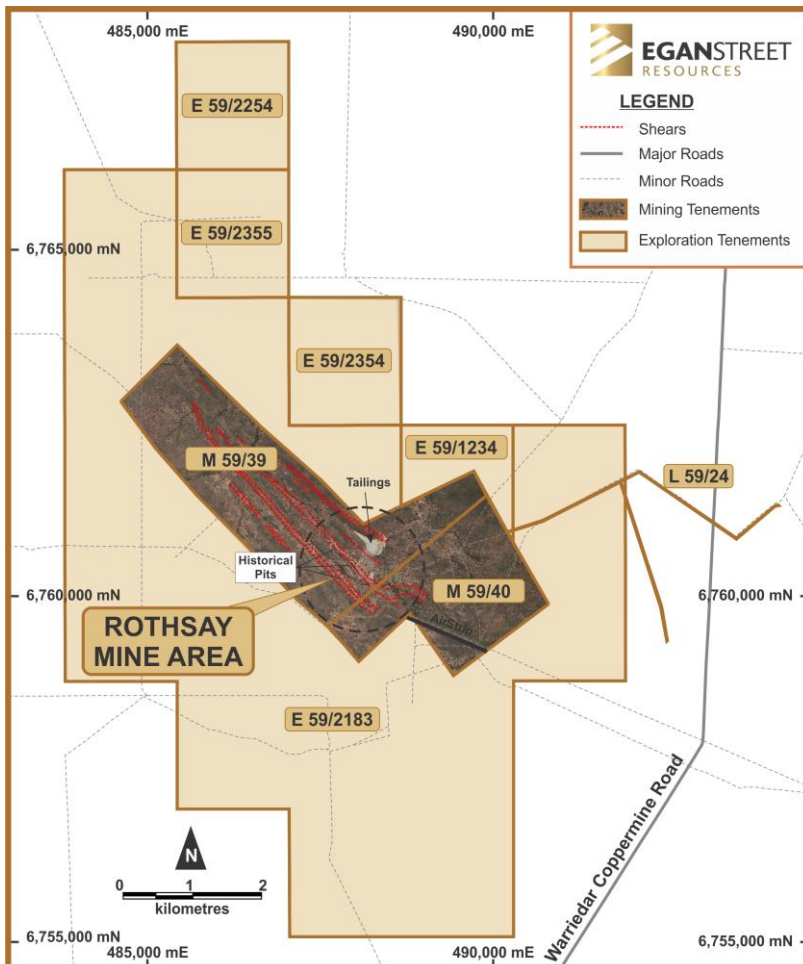 485,000 mE
490,000 mE
EGANSTREET
RESOURCES
LEGEND
Shears
Major Roads
Minor Roads
Mining Tenements
Exploration Tenements
E 59/2254
E 59/2355
6,765,000 mN
E 59/2354
E 59/1234
M 59/39
L 59/24
Tailings
Historical
Pits
M 59/40
6,760,000 mN
6,760,000 mN
AirStrip
ROTHSAY
MINE AREA
E 59/2183
Warriedar Coppermine Road
N
0 1 2
kilometres
6,755,000 mN
6,755,000 mN
485,000 mE
490,000 mE